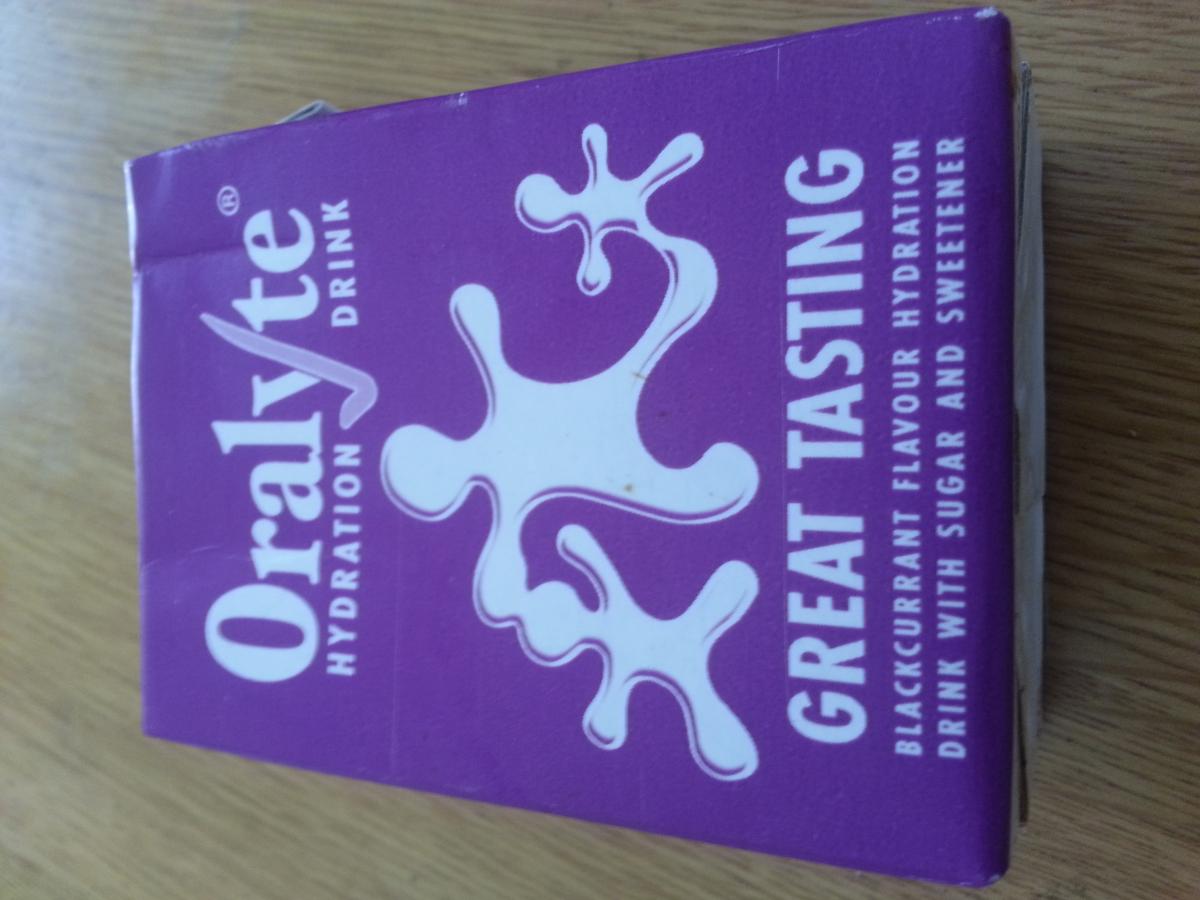 Oralyte®
HYDRATION DRINK
GREAT TASTING
BLACKCURRANT FLAVOUR HYDRATION
DRINK WITH SUGAR AND SWEETENER